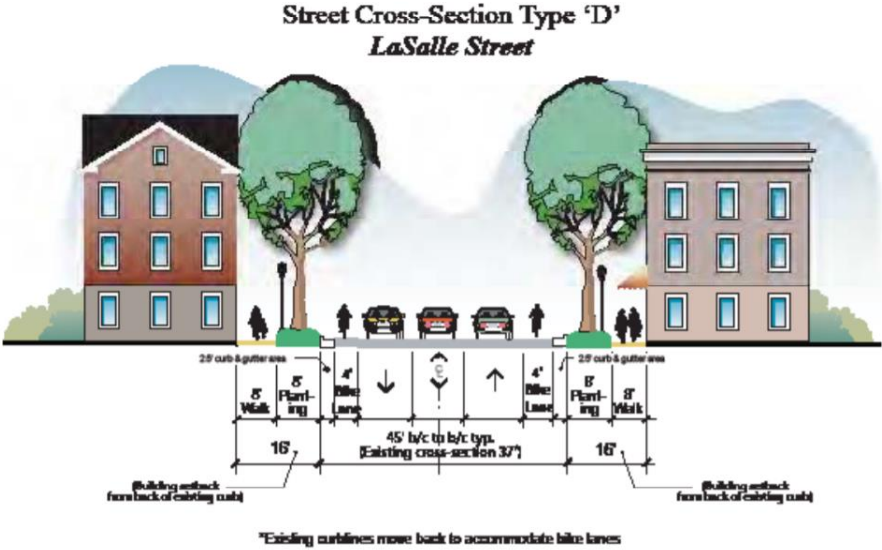 Street Cross-Section Type ‘D’
LaSalle Street
2.5' curb & gutter area
2.5' curb & gutter area
8'
Walk
8'
Plant-
ing
4'
Bike
Lane
4'
Bike
Lane
8'
Plant-
ing
8'
Walk
16'
45' b/c to b/c typ.
(Existing cross-section 37')
16'
(Building setback
from back of existing curb)
(Building setback
from back of existing curb)
*Existing curblines move back to accommodate bike lanes